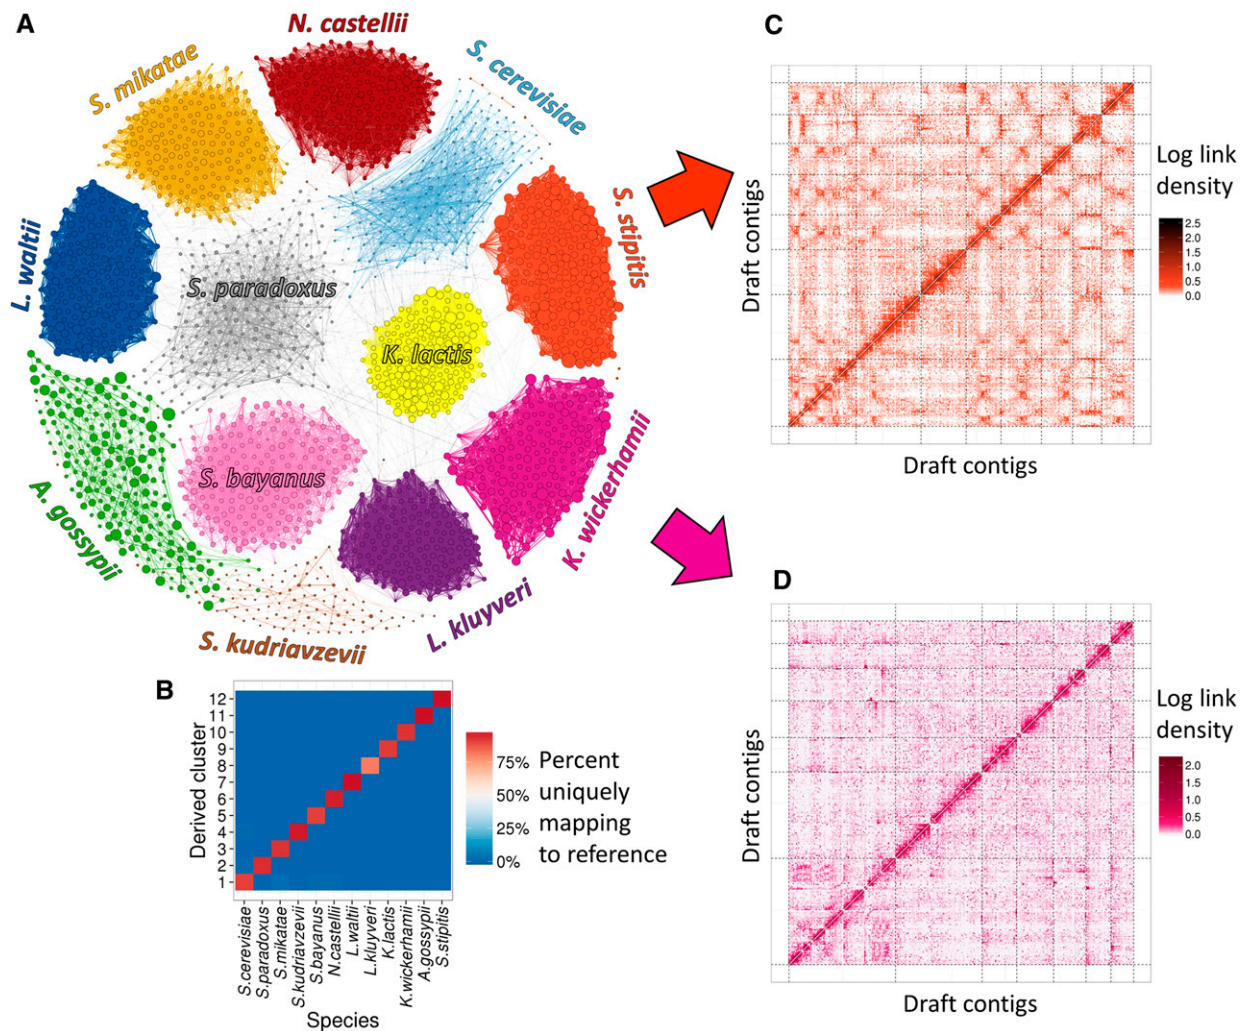 A
N. castellii
S. mikatae
S. cerevisiae
L. waltii
S. stipitis
S. paradoxus
K. lactis
A. gossypii
S. bayanus
K. wickerhamii
L. kluyveri
S. kudriavzevii
B
Derived cluster
12
11
10
9
8
7
6
5
4
3
2
1
S.cerevisiae
S.paradoxus
S.mikatae
S.kudriavzevii
S.bayanus
N.castellii
L.waltii
L.kluyveri
K.lactis
K.wickerhamii
A.gossypii
S.stipitis
Species
75%
50%
25%
0%
Percent
uniquely
mapping
to reference
C
Draft contigs
Draft contigs
Log link
density
2.5
2.0
1.5
1.0
0.5
0.0
D
Draft contigs
Draft contigs
Log link
density
2.0
1.5
1.0
0.5
0.0